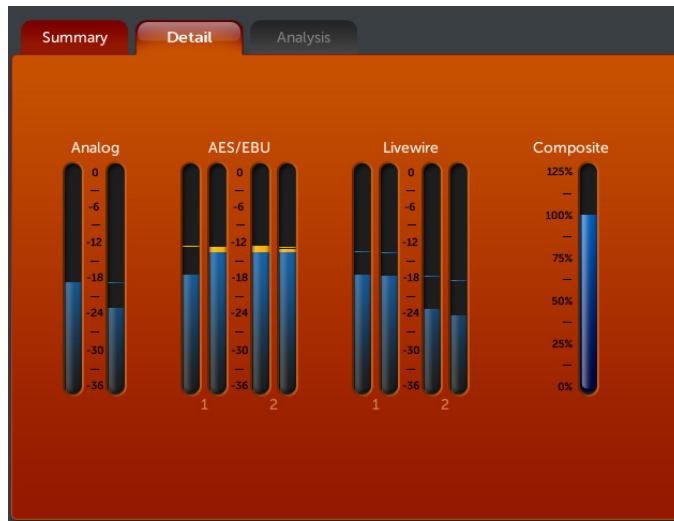 Summary Detail Analysis
Analog AES/EBU Livewire Composite
0 0 0 125%
-6 -6 -6 100%
-12 -12 -12 75%
-18 -18 -18 50%
-24 -24 -24 25%
-30 -30 -30 0%
-36 -36 -36
1 2 1 2